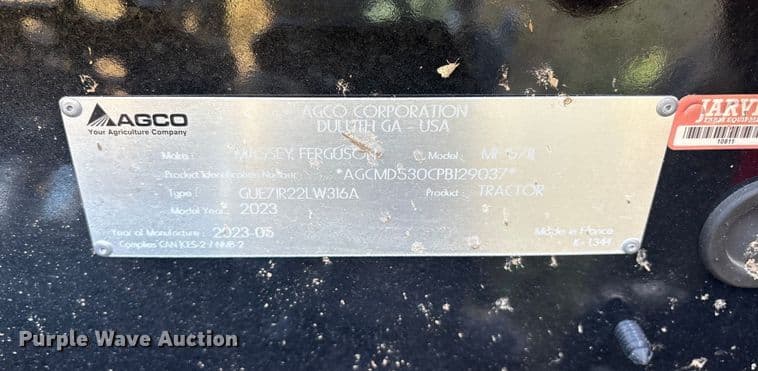 AGCO
Your Agriculture Company
AGCO CORPORATION
DULUTH GA - USA
Make: MASSEY FERGUSON Model: MF
Product Identification Number *AGCMD530CPB129037*
Type: Product: TRACTOR
Model Year: 2023
Year of Manufacture: 2023-05 Made in France
Complies CAN ICES-2 / NMB-2 K-1344
10811
Purple Wave Auction